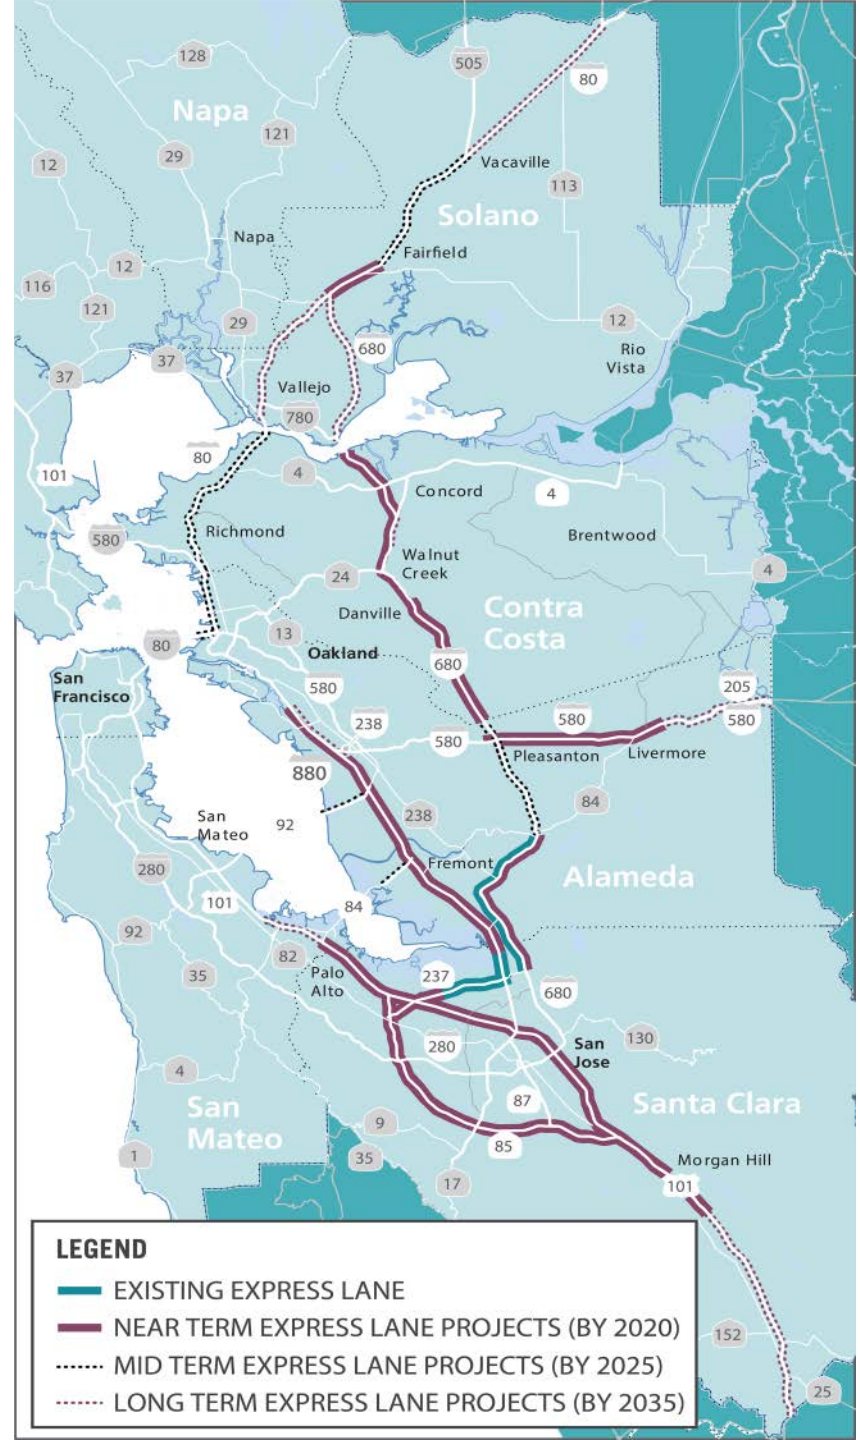 128
505
80
Napa
121
12
29
Vacaville
113
Solano
Napa
Fairfield
12
116
121
29
12
680
Rio
Vista
37
37
Vallejo
780
80
101
4
Concord
4
Richmond
Brentwood
580
Walnut
Creek
24
4
Danville
Contra
Costa
13
80
Oakland
680
San
Francisco
580
205
238
580
580
580
Pleasanton
Livermore
880
84
San
Mateo
92
238
280
Fremont
Alameda
101
84
92
82
35
Palo
Alto
237
680
280
San
Jose
130
4
87
San
Mateo
Santa Clara
9
85
1
35
Morgan Hill
17
101
LEGEND
EXISTING EXPRESS LANE
NEAR TERM EXPRESS LANE PROJECTS (BY 2020)
152
MID TERM EXPRESS LANE PROJECTS (BY 2025)
25
LONG TERM EXPRESS LANE PROJECTS (BY 2035)